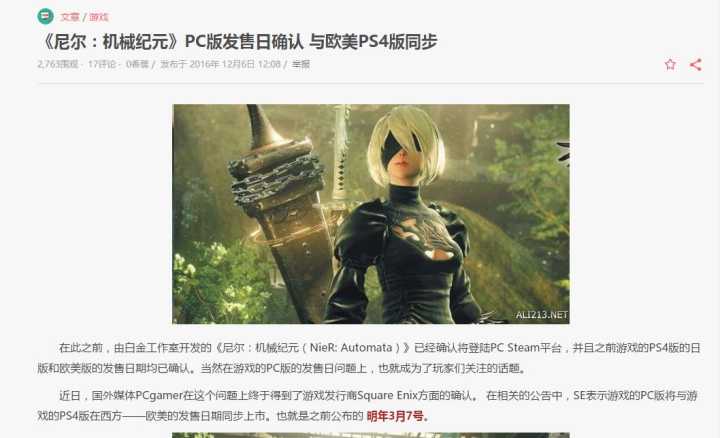 文章 / 游戏
《尼尔：机械纪元》PC版发售日确认 与欧美PS4版同步
2,763围观 · 17评论 · 0香蕉 / 发布于 2016年 12月6日 12:08 / 举报
ALI213.NET
在此之前，由白金工作室开发的《尼尔：机械纪元（NieR: Automata）》已经确认将登陆PC Steam平台，并且之前游戏的PS4版的日
版和欧美版的发售日期均已确认。当然在游戏的PC版的发售日问题上，也就成为了玩家们关注的话题。
近日，国外媒体PCgamer在这个问题上终于得到了游戏发行商Square Enix方面的确认。 在相关的公告中，SE表示游戏的PC版将与游
戏的PS4版在西方——欧美的发售日期同步上市。也就是之前公布的 明年3月7号。